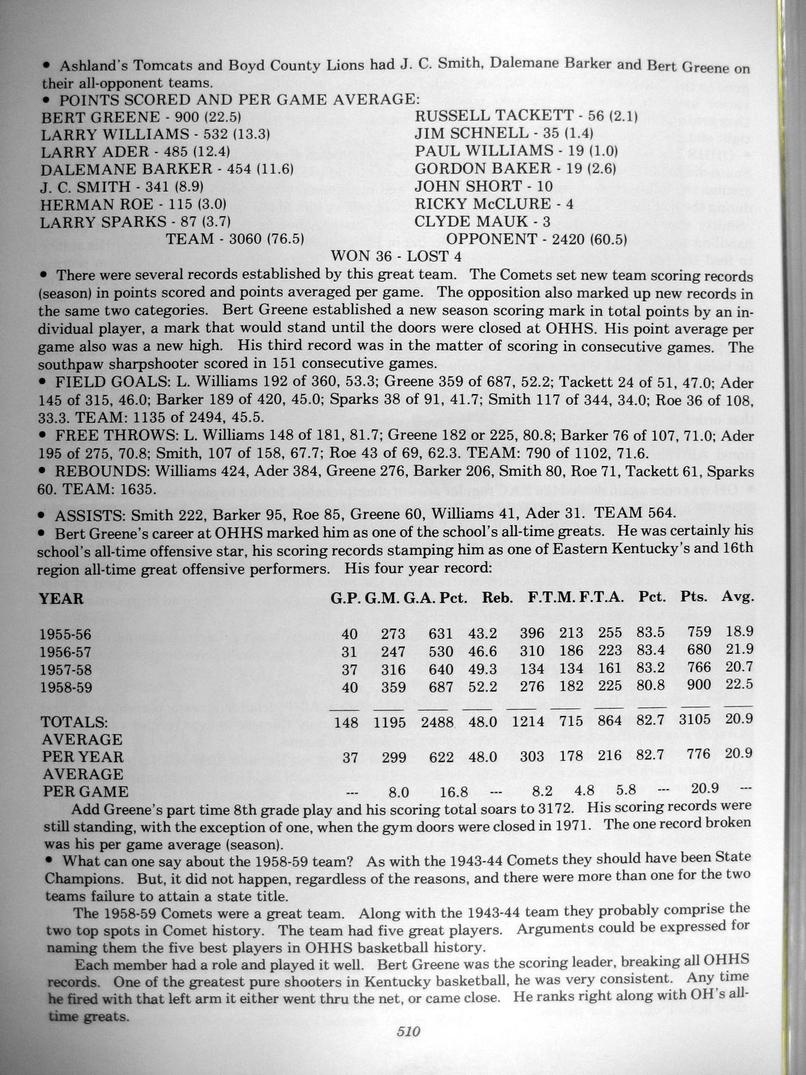 • Ashland's Tomcats and Boyd County Lions had J. C. Smith, Dalemane Barker and Bert Greene on
their all-opponent teams.
• POINTS SCORED AND PER GAME AVERAGE:
BERT GREENE - 900 (22.5) RUSSELL TACKETT - 56 (2.1)
LARRY WILLIAMS - 532 (13.3) JIM SCHNELL - 35 (1.4)
LARRY ADER - 485 (12.4) PAUL WILLIAMS - 19 (1.0)
DALEMANE BARKER - 454 (11.6) GORDON BAKER - 19 (2.6)
J. C. SMITH - 341 (8.9) JOHN SHORT - 10
HERMAN ROE - 115 (3.0) RICKY McCLURE - 4
LARRY SPARKS - 87 (3.7) CLYDE MAUK - 3
TEAM - 3060 (76.5) OPPONENT - 2420 (60.5)
WON 36 - LOST 4
• There were several records established by this great team. The Comets set new team scoring records
(season) in points scored and points averaged per game. The opposition also marked up new records in
the same two categories. Bert Greene established a new season scoring mark in total points by an in-
dividual player, a mark that would stand until the doors were closed at OHHS. His point average per
game also was a new high. His third record was in the matter of scoring in consecutive games. The
southpaw sharpshooter scored in 151 consecutive games.
• FIELD GOALS: L. Williams 192 of 360, 53.3; Greene 359 of 687, 52.2; Tackett 24 of 51, 47.0; Ader
145 of 315, 46.0; Barker 189 of 420, 45.0; Sparks 38 of 91, 41.7; Smith 117 of 344, 34.0; Roe 36 of 108,
33.3. TEAM: 1135 of 2494, 45.5.
• FREE THROWS: L. Williams 148 of 181, 81.7; Greene 182 or 225, 80.8; Barker 76 of 107, 71.0; Ader
195 of 275, 70.8; Smith, 107 of 158, 67.7; Roe 43 of 69, 62.3. TEAM: 790 of 1102, 71.6.
• REBOUNDS: Williams 424, Ader 384, Greene 276, Barker 206, Smith 80, Roe 71, Tackett 61, Sparks
60. TEAM: 1635.
• ASSISTS: Smith 222, Barker 95, Roe 85, Greene 60, Williams 41, Ader 31. TEAM 564.
• Bert Greene's career at OHHS marked him as one of the school's all-time greats. He was certainly his
school's all-time offensive star, his scoring records stamping him as one of Eastern Kentucky's and 16th
region all-time great offensive performers. His four year record:
YEAR G.P. G.M. G.A. Pct. Reb. F.T.M. F.T.A. Pct. Pts. Avg.
1955-56 40 273 631 43.2 396 213 255 83.5 759 18.9
1956-57 31 247 530 46.6 310 186 223 83.4 680 21.9
1957-58 37 316 640 49.3 134 134 161 83.2 766 20.7
1958-59 40 359 687 52.2 276 182 225 80.8 900 22.5
TOTALS: 148 1195 2488 48.0 1214 715 864 82.7 3105 20.9
AVERAGE
PER YEAR 37 299 622 48.0 303 178 216 82.7 776 20.9
AVERAGE
PER GAME --- 8.0 16.8 --- 8.2 4.8 5.8 --- 20.9 ---
Add Greene's part time 8th grade play and his scoring total soars to 3172. His scoring records were
still standing, with the exception of one, when the gym doors were closed in 1971. The one record broken
was his per game average (season).
• What can one say about the 1958-59 team? As with the 1943-44 Comets they should have been State
Champions. But, it did not happen, regardless of the reasons, and there were more than one for the two
teams failure to attain a state title.
The 1958-59 Comets were a great team. Along with the 1943-44 team they probably comprise the
two top spots in Comet history. The team had five great players. Arguments could be expressed for
naming them the five best players in OHHS basketball history.
Each member had a role and played it well. Bert Greene was the scoring leader, breaking all OHHS
records. One of the greatest pure shooters in Kentucky basketball, he was very consistent. Any time
he fired with that left arm it either went thru the net, or came close. He ranks right along with OH's all-
time greats.
510